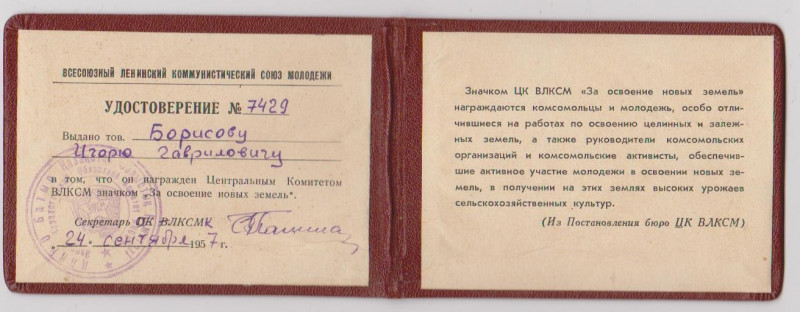 ВСЕСОЮЗНЫЙ ЛЕНИНСКИЙ КОММУНИСТИЧЕСКИЙ СОЮЗ МОЛОДЕЖИ
УДОСТОВЕРЕНИЕ № 7429
Выдано тов. Борисову
Игорю Гавриловичу
в том, что он награжден Центральным Комитетом
ВЛКСМ значком „За освоение новых земель“.
Секретарь ЦК ВЛКСМ
„24. сентября 1957 г.
Значком ЦК ВЛКСМ «За освоение новых земель»
награждаются комсомольцы и молодежь, особо отли-
чившиеся на работах по освоению целинных и залеж-
ных земель, а также руководители комсомольских
организаций и комсомольские активисты, обеспечив-
шие активное участие молодежи в освоении новых зе-
мель, в получении на этих землях высоких урожаев
сельскохозяйственных культур.
(Из Постановления бюро ЦК ВЛКСМ)